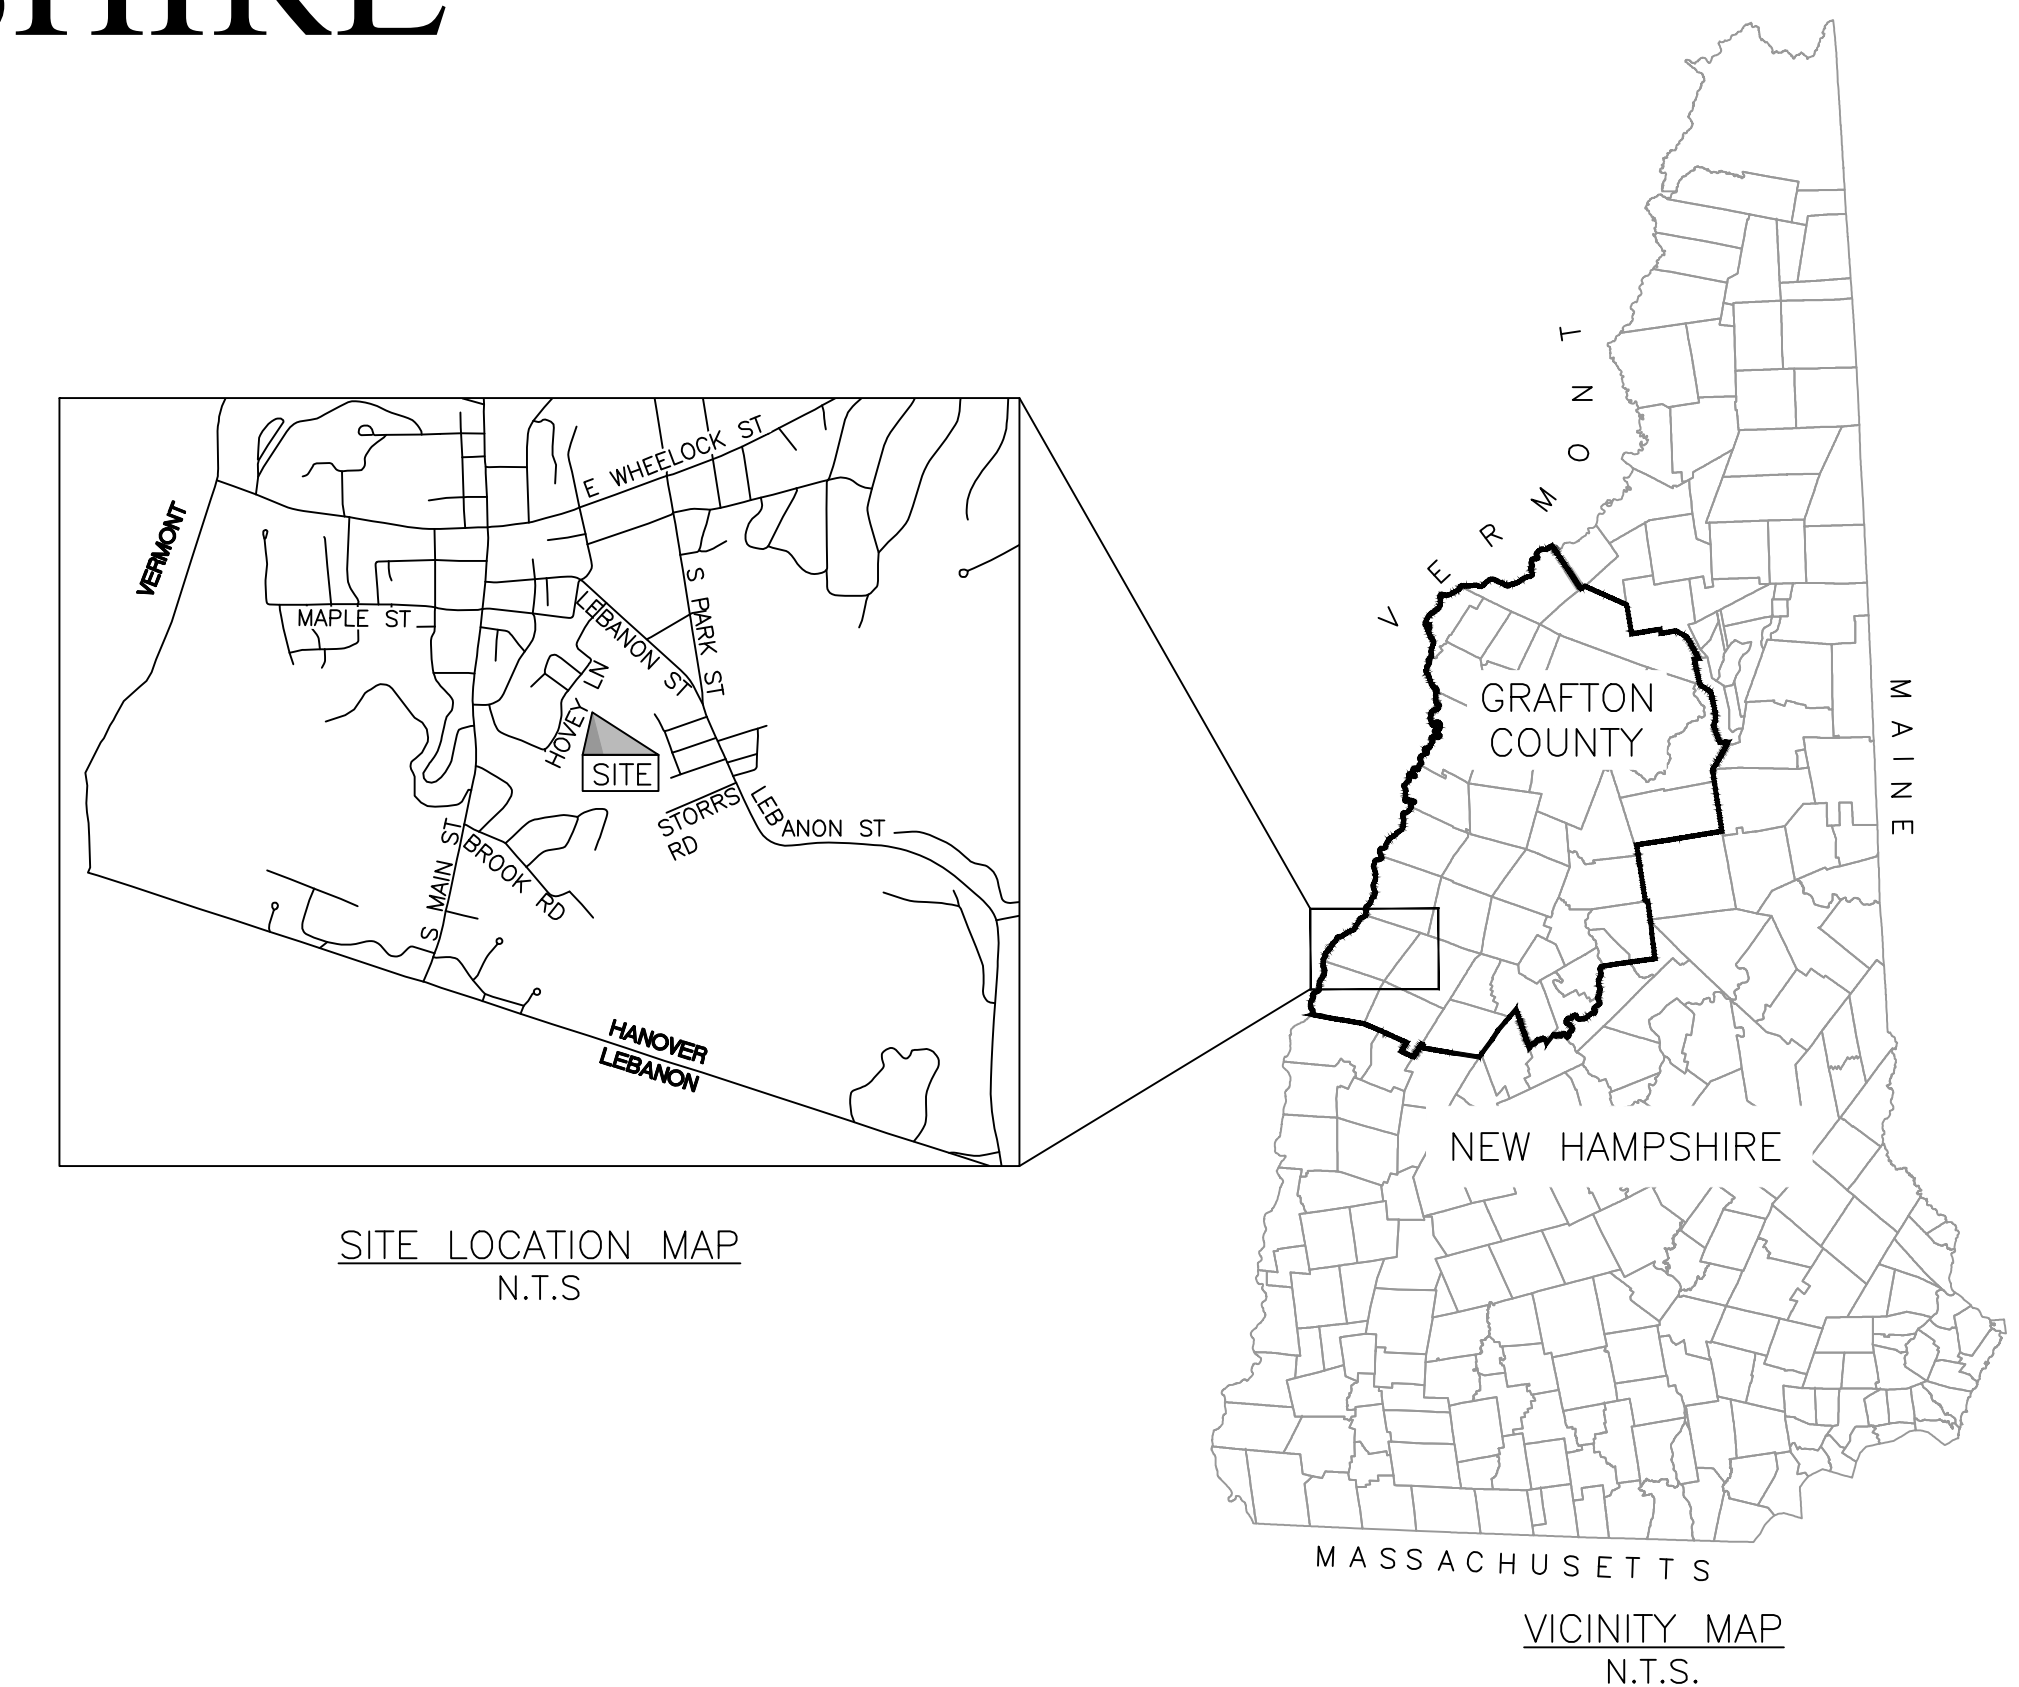 SHIRE
E WHEELOCK ST
VERMONT
S PARK ST
MAPLE ST
LEBANON ST
HOVEY LN
SITE
STORRS
RD
LEBANON ST
S MAIN ST
BROOK RD
HANOVER
LEBANON
SITE LOCATION MAP
N.T.S
VERMONT
MAINE
GRAFTON
COUNTY
NEW HAMPSHIRE
MASSACHUSETTS
VICINITY MAP
N.T.S.